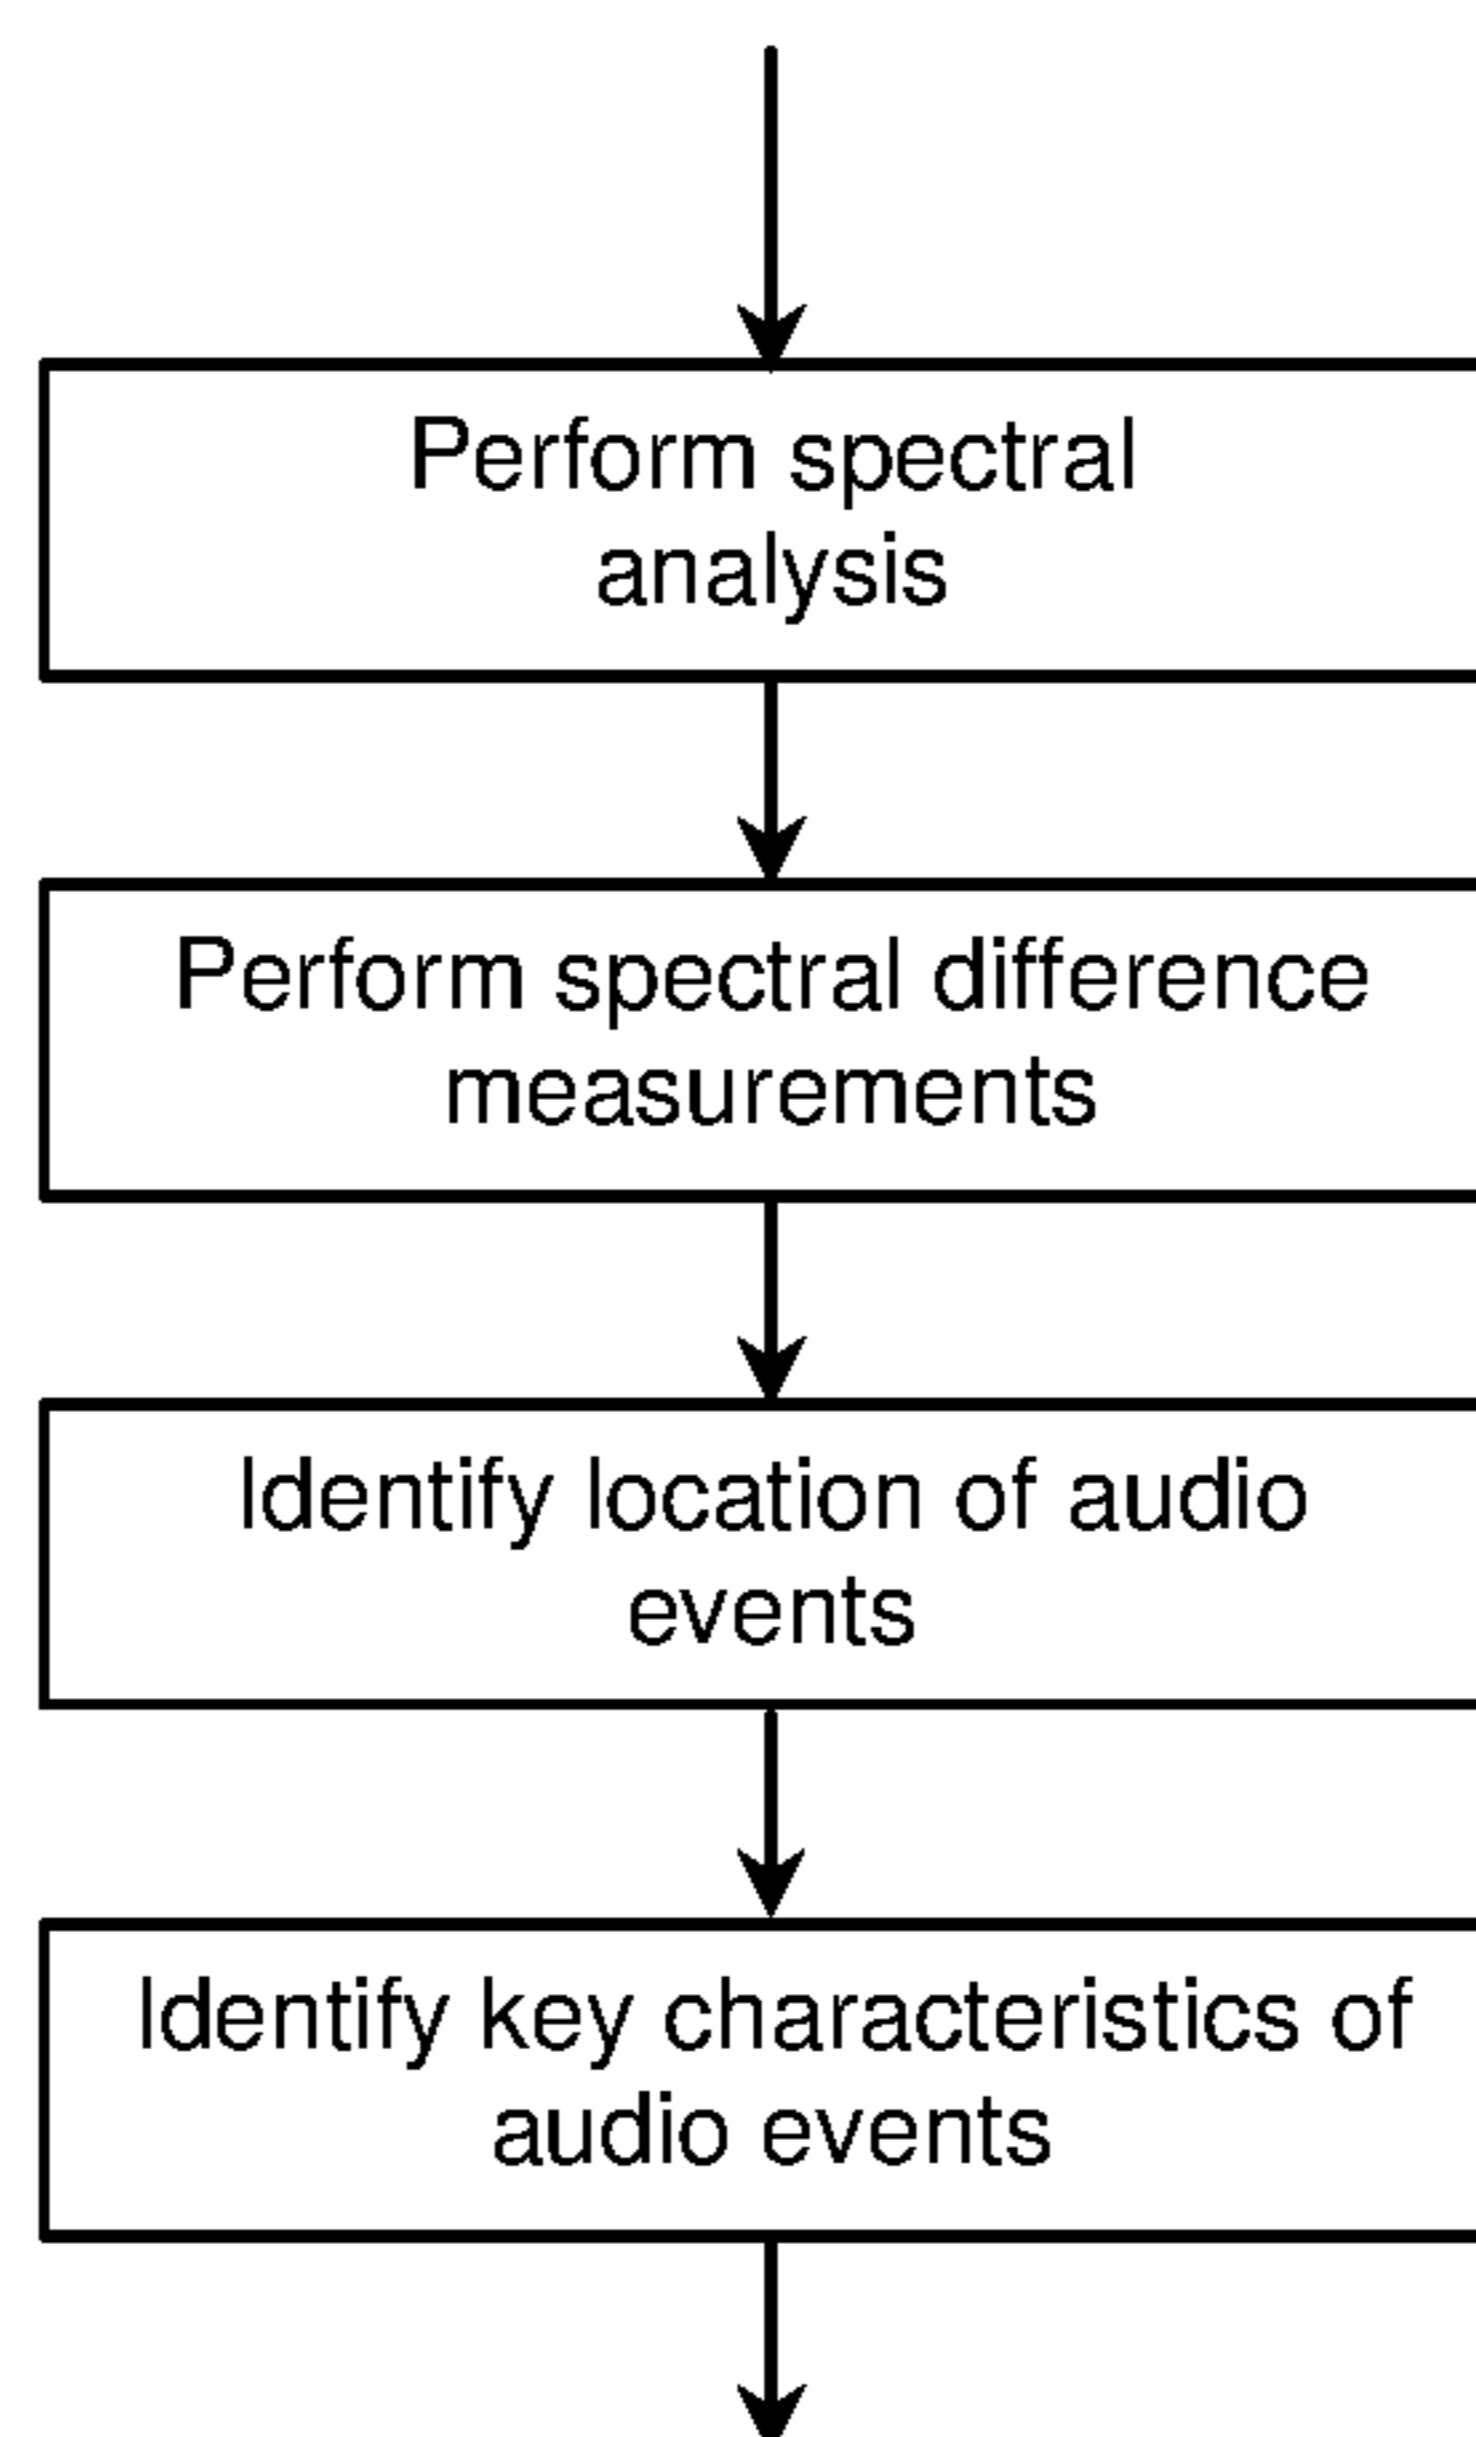 Perform spectral
analysis
Perform spectral difference
measurements
Identify location of audio
events
Identify key characteristics of
audio events